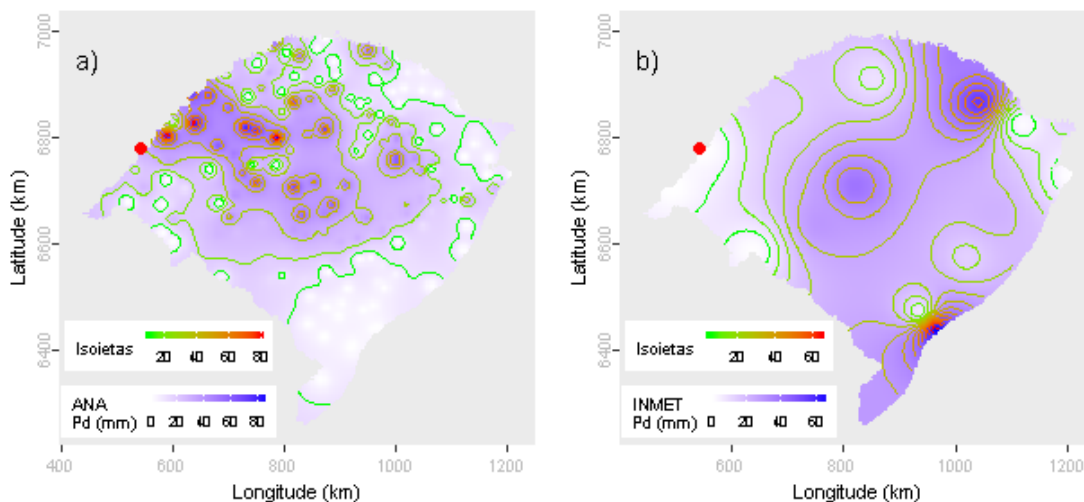 a)
Latitude (km)
7000
6800
6600
6400
Isoietas
20 40 60 80
ANA
Pd (mm) 0 20 40 60 80
400 600 800 1000 1200
Longitude (km)
b)
Latitude (km)
7000
6800
6600
6400
Isoietas
20 40 60
INMET
Pd (mm) 0 20 40 60
600 800 1000 1200
Longitude (km)